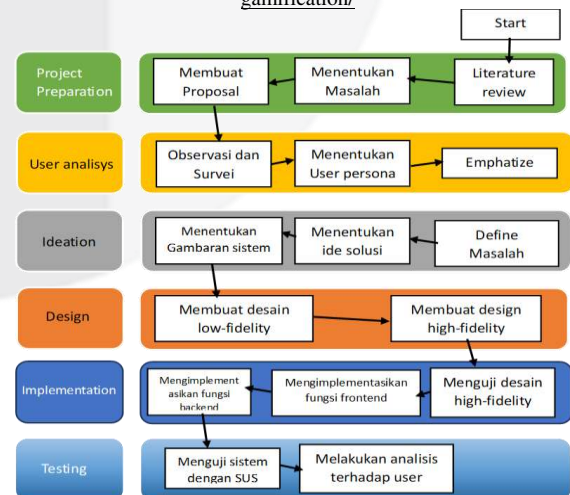 gamification/
Start
Project
Preparation
Membuat
Proposal
Menentukan
Masalah
Literature
review
User analisys
Observasi dan
Survei
Menentukan
User persona
Emphatize
Ideation
Menentukan
Gambaran sistem
Menentukan
ide solusi
Define
Masalah
Design
Membuat desain
low-fidelity
Membuat design
high-fidelity
Implementation
Mengimplement
asikan fungsi
backend
Mengimplementasikan
fungsi frontend
Menguji desain
high-fidelity
Testing
Menguji sistem
dengan SUS
Melakukan analisis
terhadap user